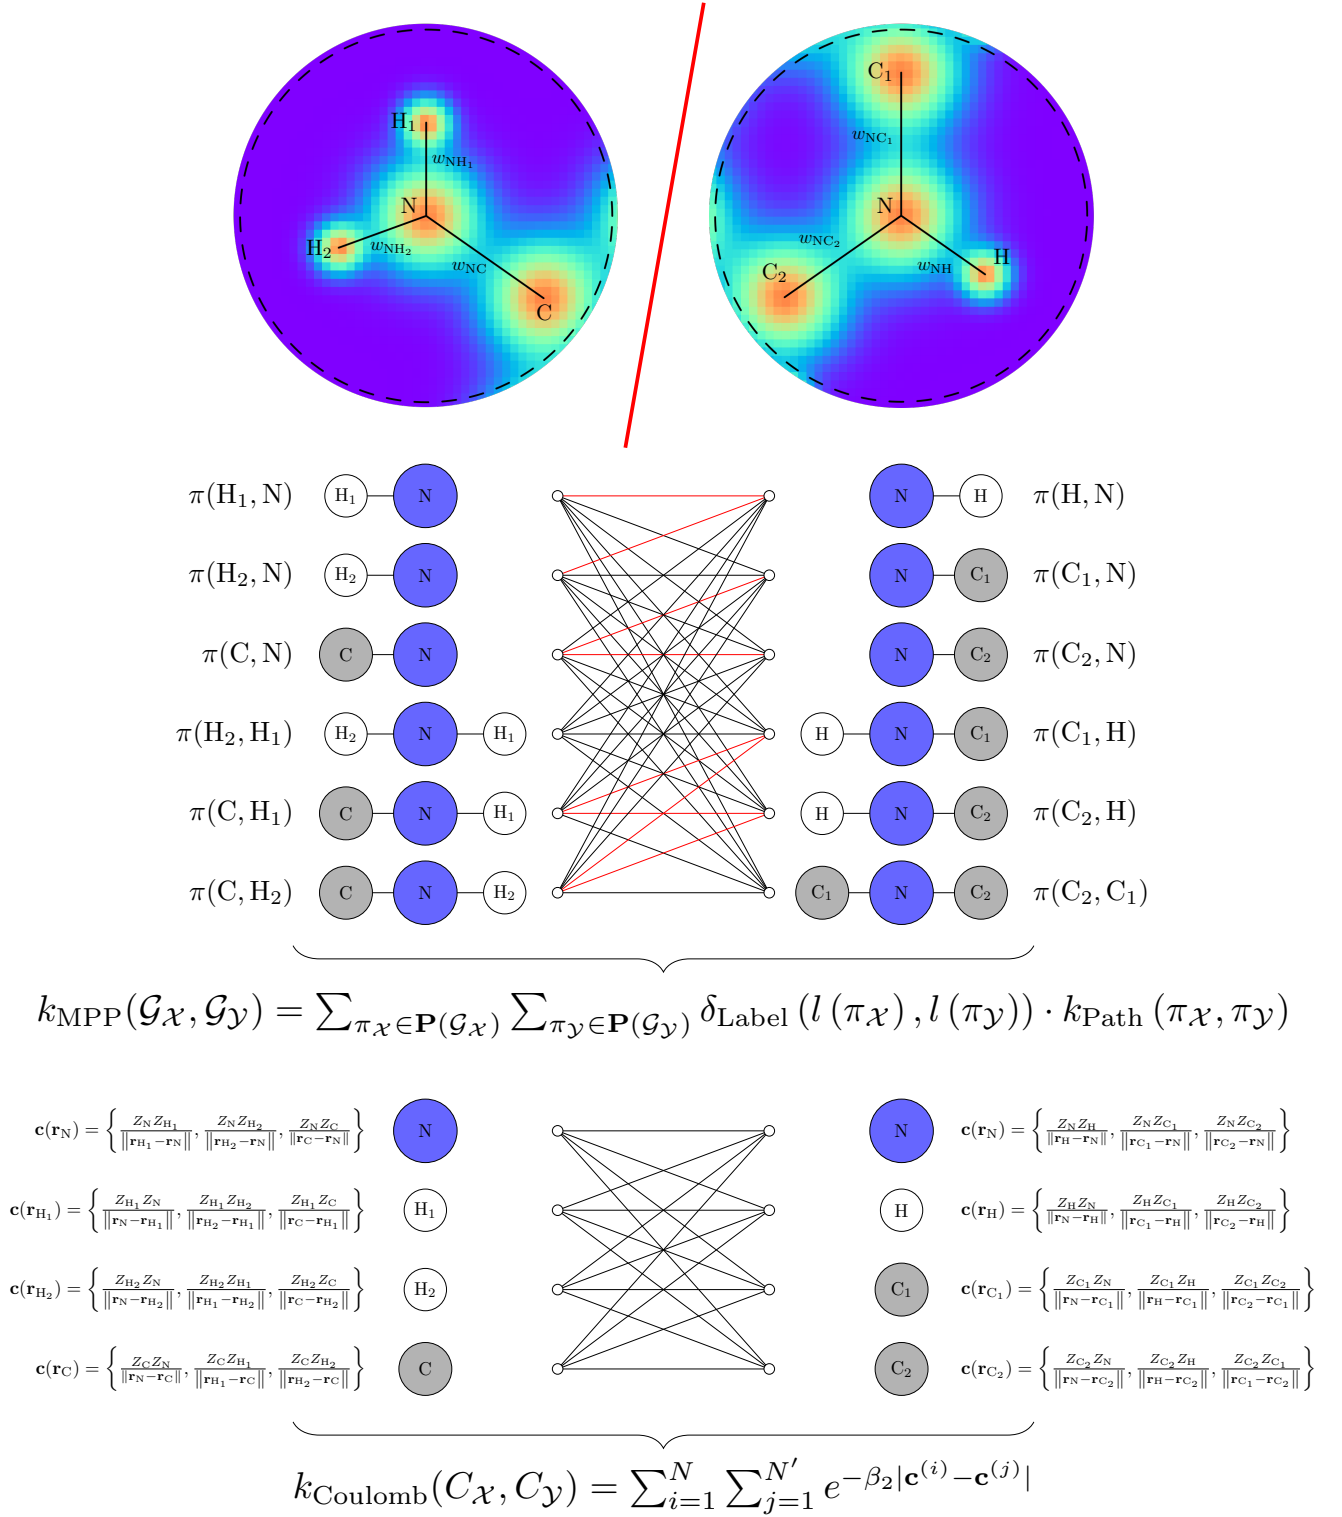 H₁ w_NH₁ N H₂ w_NH₂ w_NC C
C₁ w_NC₁ N w_NC₂ C₂ w_NH H
π(H₁, N) H₁ N N H π(H, N)
π(H₂, N) H₂ N N C₁ π(C₁, N)
π(C, N) C N N C₂ π(C₂, N)
π(H₂, H₁) H₂ N H₁ H N C₁ π(C₁, H)
π(C, H₁) C N H₁ H N C₂ π(C₂, H)
π(C, H₂) C N H₂ C₁ N C₂ π(C₂, C₁)
k_MPP(𝒢_𝒳, 𝒢_𝒴) = ∑_{π_𝒳∈𝐏(𝒢_𝒳)} ∑_{π_𝒴∈𝐏(𝒢_𝒴)} δ_Label (l (π_𝒳) , l (π_𝒴)) · k_Path (π_𝒳, π_𝒴)
𝐜(𝐫_N) = { Z_N Z_H₁ / ‖𝐫_H₁−𝐫_N‖, Z_N Z_H₂ / ‖𝐫_H₂−𝐫_N‖, Z_N Z_C / ‖𝐫_C−𝐫_N‖ } N N 𝐜(𝐫_N) = { Z_N Z_H / ‖𝐫_H−𝐫_N‖, Z_N Z_C₁ / ‖𝐫_C₁−𝐫_N‖, Z_N Z_C₂ / ‖𝐫_C₂−𝐫_N‖ }
𝐜(𝐫_H₁) = { Z_H₁ Z_N / ‖𝐫_N−𝐫_H₁‖, Z_H₁ Z_H₂ / ‖𝐫_H₂−𝐫_H₁‖, Z_H₁ Z_C / ‖𝐫_C−𝐫_H₁‖ } H₁ H 𝐜(𝐫_H) = { Z_H Z_N / ‖𝐫_N−𝐫_H‖, Z_H Z_C₁ / ‖𝐫_C₁−𝐫_H‖, Z_H Z_C₂ / ‖𝐫_C₂−𝐫_H‖ }
𝐜(𝐫_H₂) = { Z_H₂ Z_N / ‖𝐫_N−𝐫_H₂‖, Z_H₂ Z_H₁ / ‖𝐫_H₁−𝐫_H₂‖, Z_H₂ Z_C / ‖𝐫_C−𝐫_H₂‖ } H₂ C₁ 𝐜(𝐫_C₁) = { Z_C₁ Z_N / ‖𝐫_N−𝐫_C₁‖, Z_C₁ Z_H / ‖𝐫_H−𝐫_C₁‖, Z_C₁ Z_C₂ / ‖𝐫_C₂−𝐫_C₁‖ }
𝐜(𝐫_C) = { Z_C Z_N / ‖𝐫_N−𝐫_C‖, Z_C Z_H₁ / ‖𝐫_H₁−𝐫_C‖, Z_C Z_H₂ / ‖𝐫_H₂−𝐫_C‖ } C C₂ 𝐜(𝐫_C₂) = { Z_C₂ Z_N / ‖𝐫_N−𝐫_C₂‖, Z_C₂ Z_H / ‖𝐫_H−𝐫_C₂‖, Z_C₂ Z_C₁ / ‖𝐫_C₁−𝐫_C₂‖ }
k_Coulomb(C_𝒳, C_𝒴) = ∑_{i=1}^{N} ∑_{j=1}^{N′} e^{−β₂|𝐜^{(i)}−𝐜^{(j)}|}